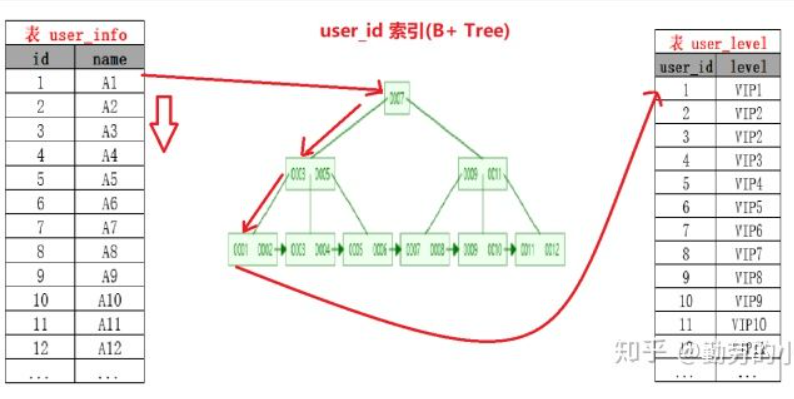 user_id 索引(B+ Tree)
表 user_info
id name
1 A1
2 A2
3 A3
4 A4
5 A5
6 A6
7 A7
8 A8
9 A9
10 A10
11 A11
12 A12
... ...
0007
0003 0005
0009 0011
0001 0002 0003 0004 0005 0006 0007 0008 0009 0010 0011 0012
表 user_level
user_id level
1 VIP1
2 VIP2
3 VIP2
4 VIP3
5 VIP4
6 VIP5
7 VIP6
8 VIP7
9 VIP8
10 VIP9
11 VIP10
... ...
知乎 @勤劳的小